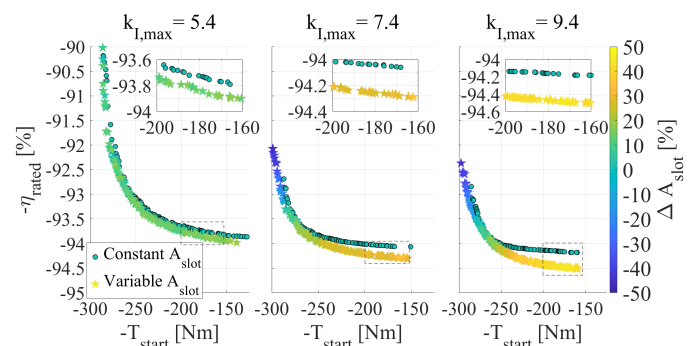 k_I,max = 5.4
k_I,max = 7.4
k_I,max = 9.4
-90
-90.5
-91
-91.5
-92
-92.5
-93
-93.5
-94
-94.5
-95
-η_rated [%]
-93.6
-93.8
-94
-200 -180 -160
-94
-94.2
-94.4
-200 -180 -160
-94
-94.2
-94.4
-94.6
-200 -180 -160
Constant A_slot
Variable A_slot
-300 -250 -200 -150
-300 -250 -200 -150
-300 -250 -200 -150
-T_start [Nm]
-T_start [Nm]
-T_start [Nm]
50
40
30
20
10
0
-10
-20
-30
-40
-50
Δ A_slot [%]